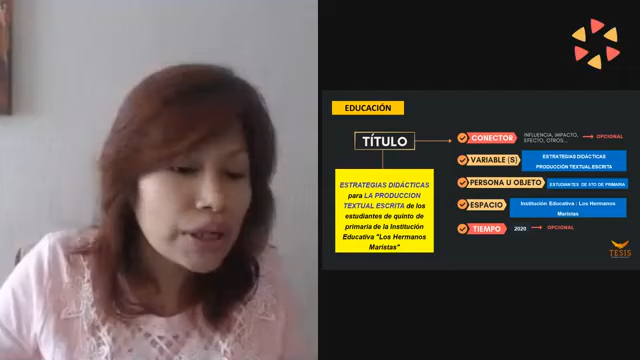 EDUCACIÓN
TÍTULO
ESTRATEGIAS DIDÁCTICAS
para LA PRODUCCION
TEXTUAL ESCRITA de los
estudiantes de quinto de
primaria de la Institución
Educativa "Los Hermanos
Maristas"
CONECTOR
INFLUENCIA, IMPACTO,
EFECTO, OTROS...
OPCIONAL
VARIABLE (S)
ESTRATEGIAS DIDÁCTICAS
PRODUCCIÓN TEXTUAL ESCRITA
PERSONA U OBJETO
ESTUDIANTES DE 5TO DE PRIMARIA
ESPACIO
Institución Educativa : Los Hermanos
Maristas
TIEMPO
2020
OPCIONAL
TESIS